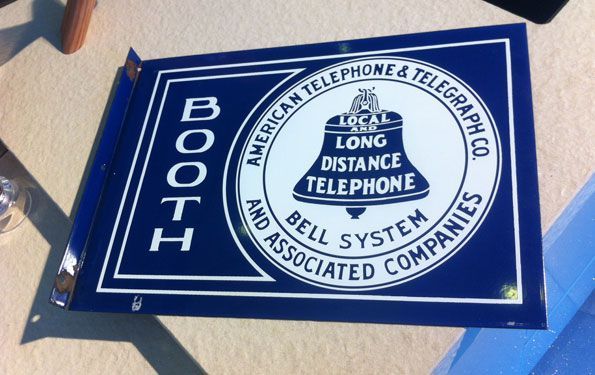 BOOTH
AMERICAN TELEPHONE & TELEGRAPH CO.
LOCAL
AND
LONG
DISTANCE
TELEPHONE
BELL SYSTEM
AND ASSOCIATED COMPANIES